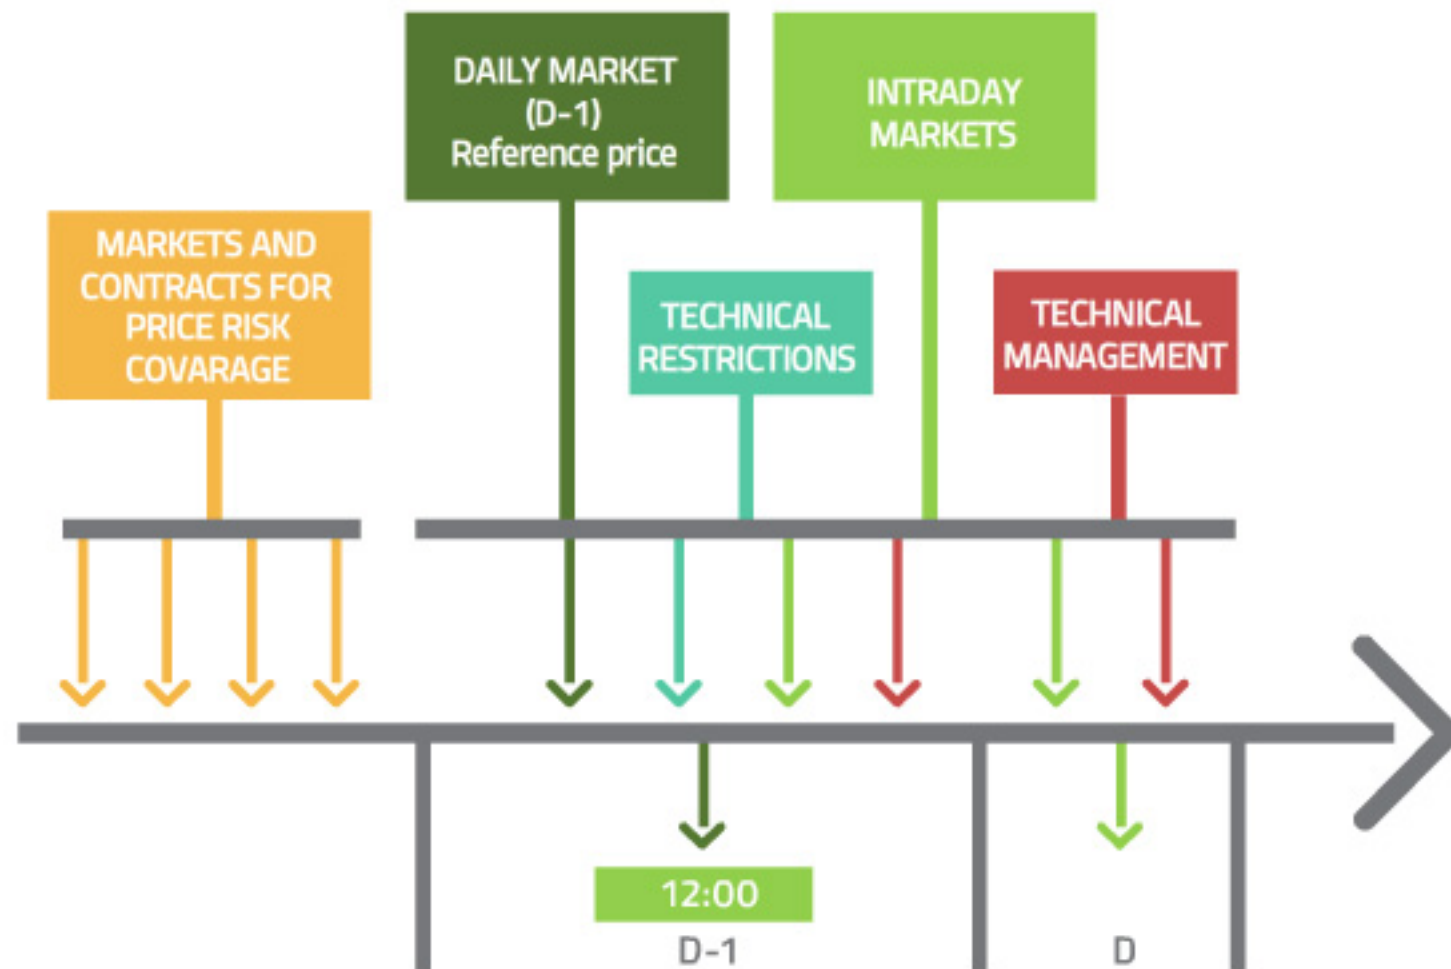 DAILY MARKET
(D-1)
Reference price
INTRADAY
MARKETS
MARKETS AND
CONTRACTS FOR
PRICE RISK
COVARAGE
TECHNICAL
RESTRICTIONS
TECHNICAL
MANAGEMENT
12:00
D-1
D